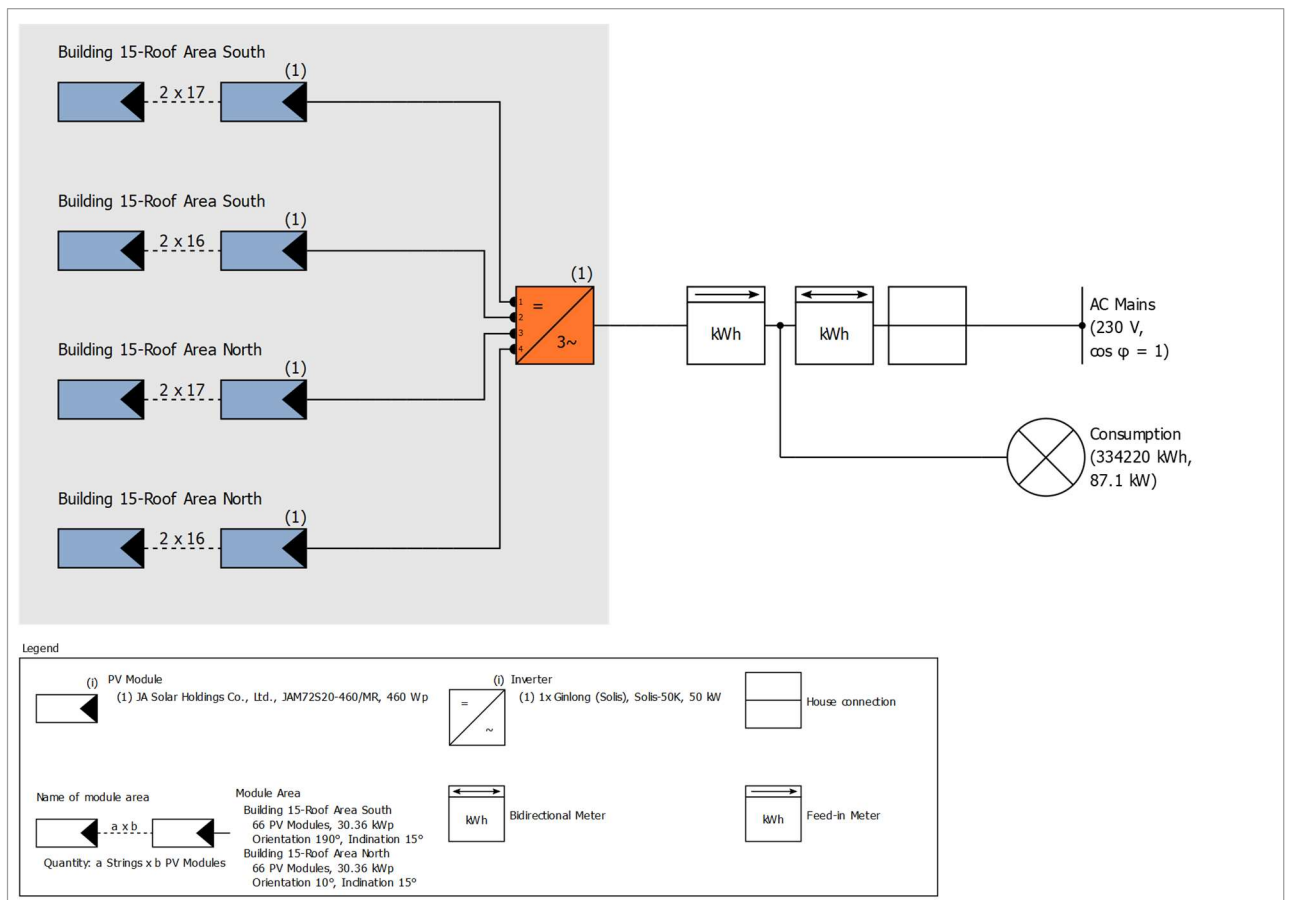 Building 15-Roof Area South
(1)
2 x 17
Building 15-Roof Area South
(1)
2 x 16
Building 15-Roof Area North
(1)
2 x 17
Building 15-Roof Area North
(1)
2 x 16
(1)
1
2
3
4
=
3~
kWh
kWh
AC Mains
(230 V,
cos φ = 1)
Consumption
(334220 kWh,
87.1 kW)
Legend
(i) PV Module
(1) JA Solar Holdings Co., Ltd., JAM72S20-460/MR, 460 Wp
(i) Inverter
(1) 1x Ginlong (Solis), Solis-50K, 50 kW
=
~
House connection
Name of module area
a x b
Quantity: a Strings x b PV Modules
Module Area
Building 15-Roof Area South
66 PV Modules, 30.36 kWp
Orientation 190°, Inclination 15°
Building 15-Roof Area North
66 PV Modules, 30.36 kWp
Orientation 10°, Inclination 15°
kWh
Bidirectional Meter
kWh
Feed-in Meter